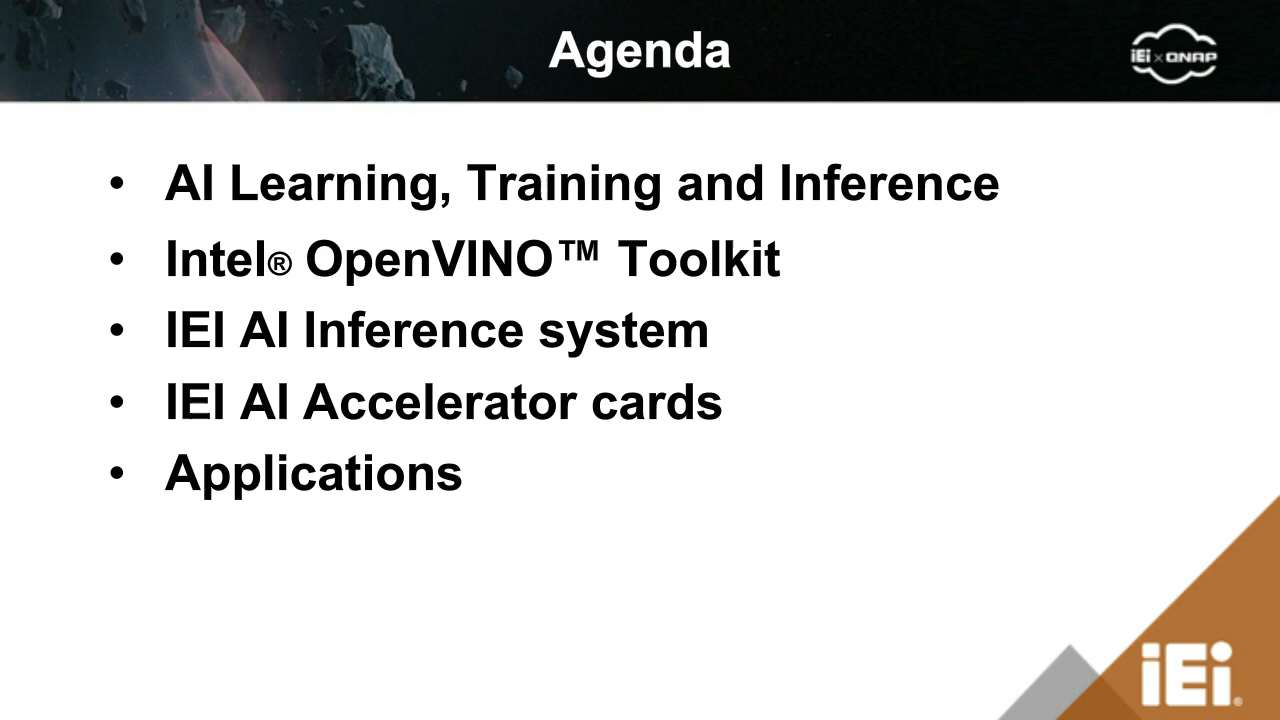 Agenda
iEi × QNAP
• AI Learning, Training and Inference
• Intel® OpenVINO™ Toolkit
• IEI AI Inference system
• IEI AI Accelerator cards
• Applications
iEi®